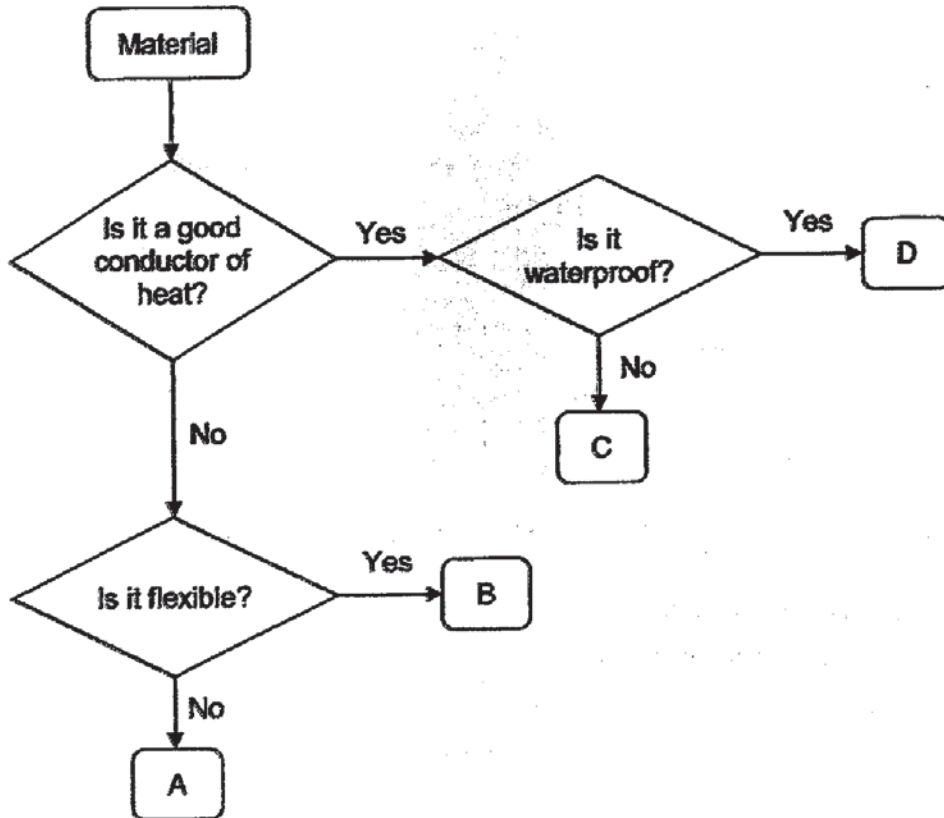 Material
Is it a good
conductor of
heat?
Yes
Is it
waterproof?
Yes
D
No
C
No
Is it flexible?
Yes
B
No
A